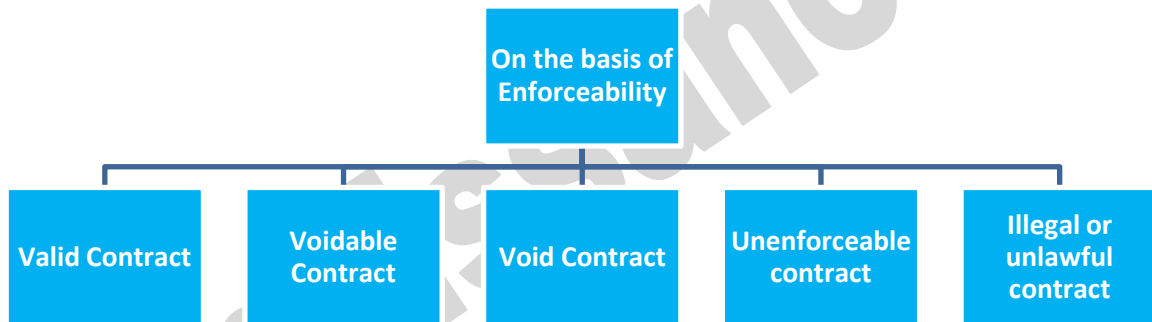 On the basis of
Enforceability
Valid Contract
Voidable
Contract
Void Contract
Unenforceable
contract
Illegal or
unlawful
contract